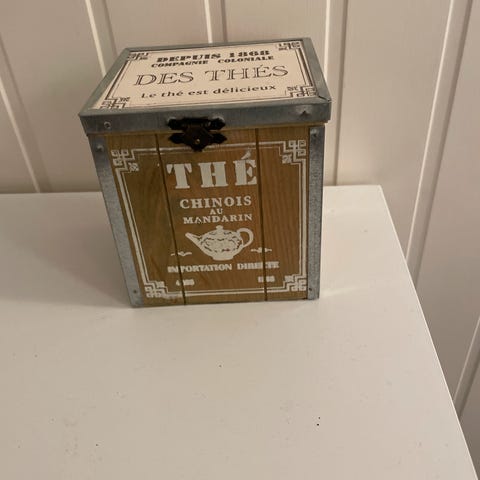 DEPUIS 1868
COMPAGNIE COLONIALE
DES THÉS
Le thé est délicieux
THÉ
CHINOIS
AU
MANDARIN
IMPORTATION DIRECTE